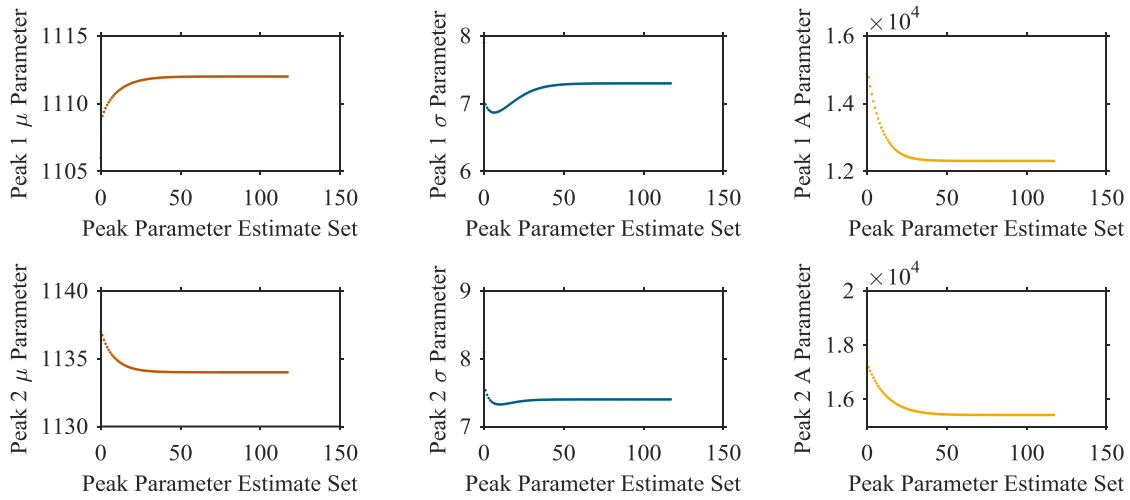 Peak 1 μ Parameter
1115
1110
1105
0 50 100 150
Peak Parameter Estimate Set
Peak 1 σ Parameter
8
7
6
0 50 100 150
Peak Parameter Estimate Set
Peak 1 A Parameter
×10⁴
1.6
1.4
1.2
0 50 100 150
Peak Parameter Estimate Set
Peak 2 μ Parameter
1140
1135
1130
0 50 100 150
Peak Parameter Estimate Set
Peak 2 σ Parameter
9
8
7
0 50 100 150
Peak Parameter Estimate Set
Peak 2 A Parameter
×10⁴
2
1.8
1.6
0 50 100 150
Peak Parameter Estimate Set